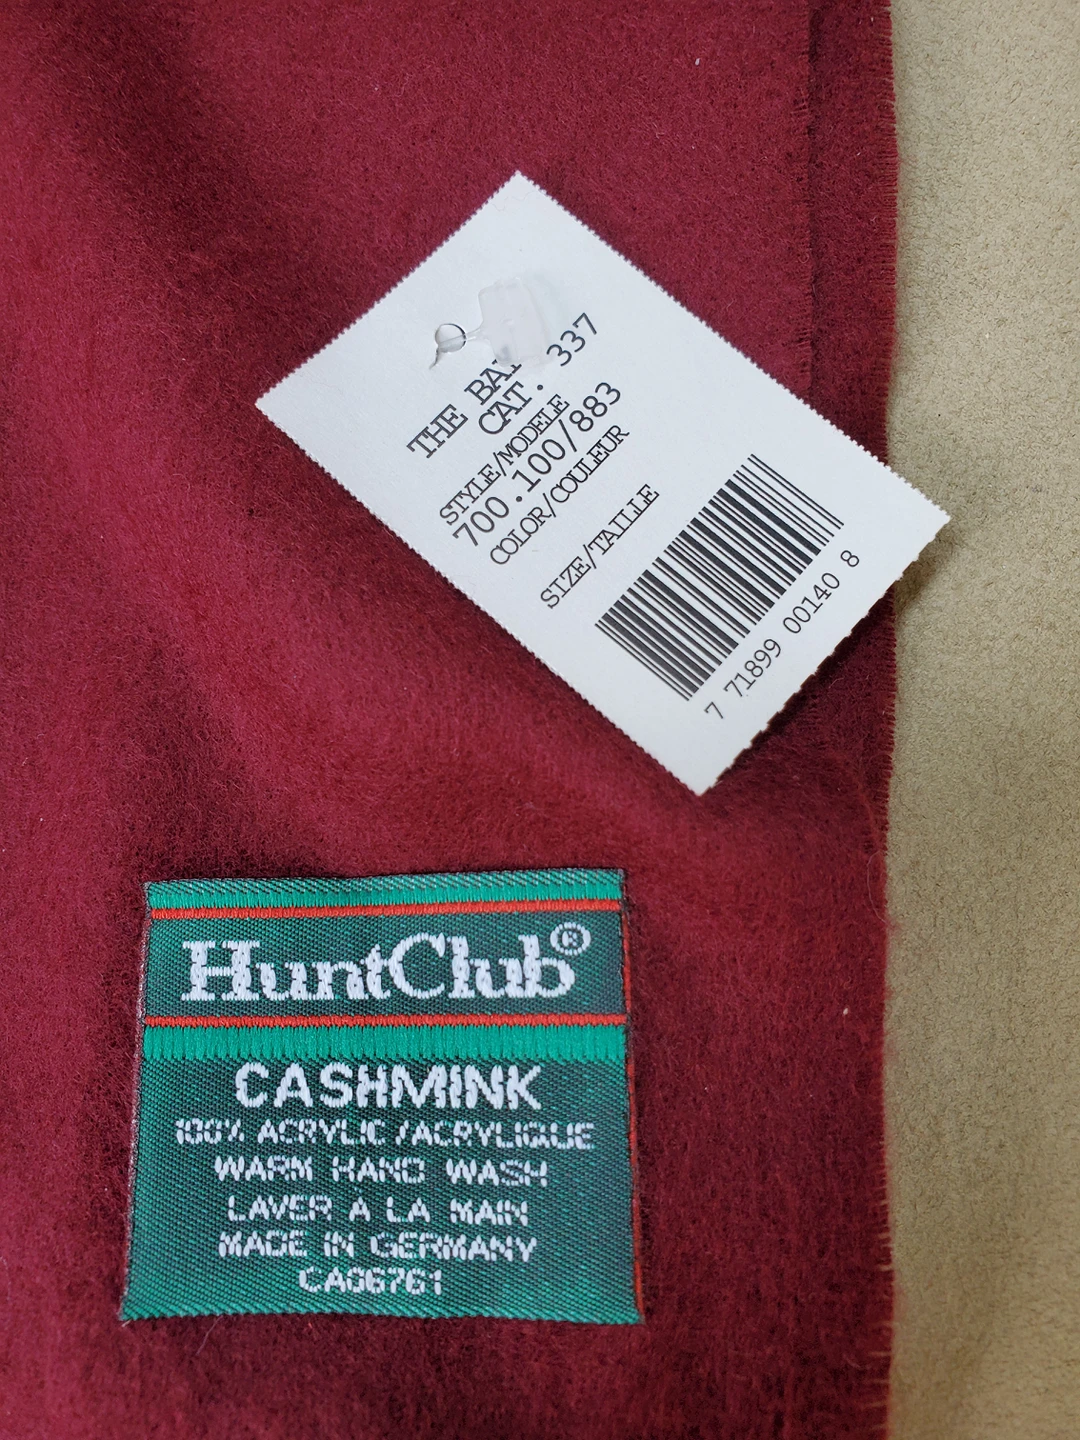 THE
CAT. 337
STYLE/MODELE
700.100/883
COLOR/COULEUR
SIZE/TAILLE
7 71899 00140 8
HuntClub®
CASHMINK
100% ACRYLIC/ACRYLIQUE
WARM HAND WASH
LAVER A LA MAIN
MADE IN GERMANY
CA06761